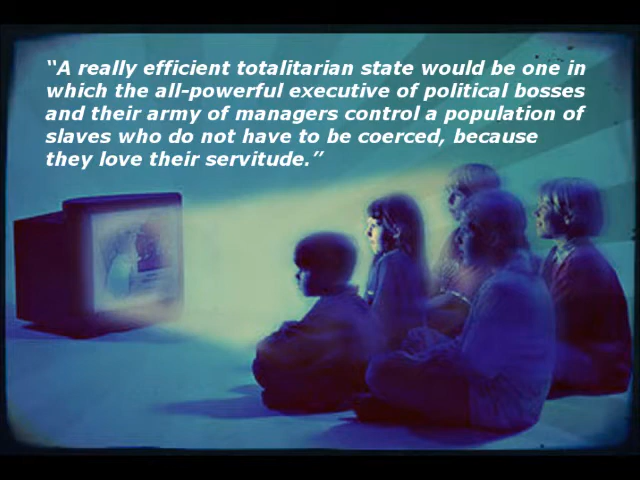 “A really efficient totalitarian state would be one in
which the all-powerful executive of political bosses
and their army of managers control a population of
slaves who do not have to be coerced, because
they love their servitude.”